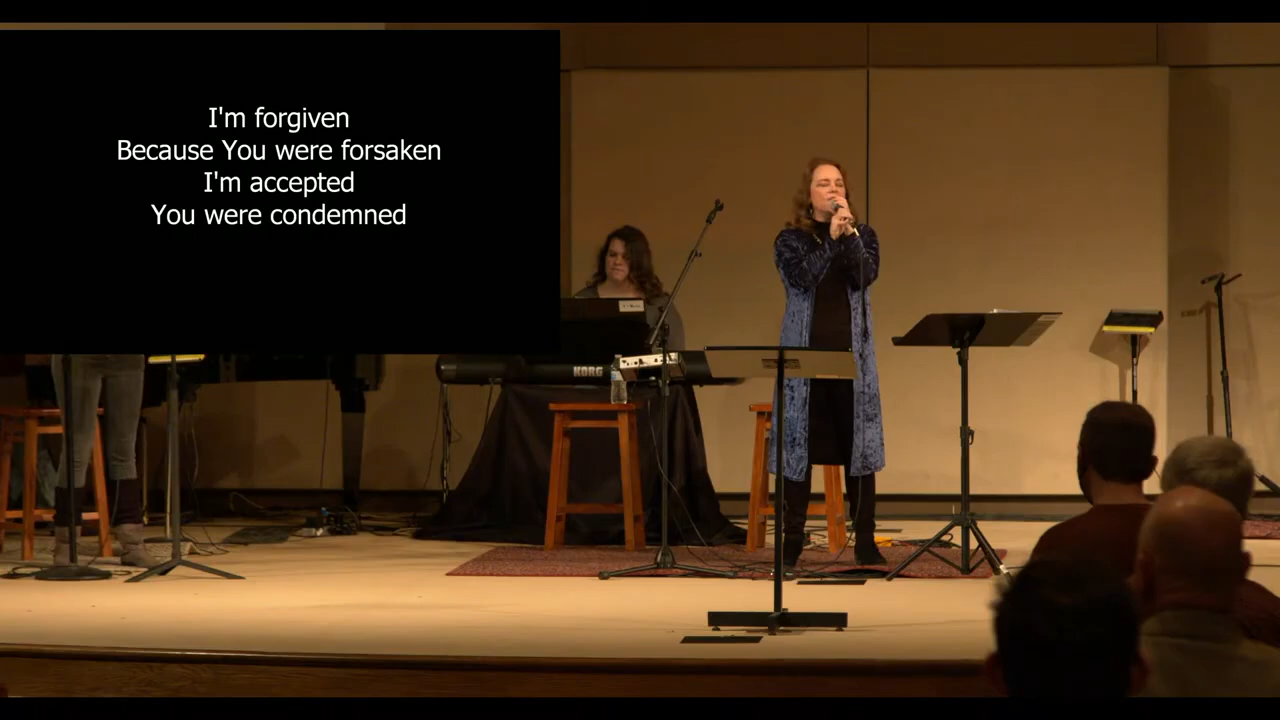 I'm forgiven
Because You were forsaken
I'm accepted
You were condemned
KORG